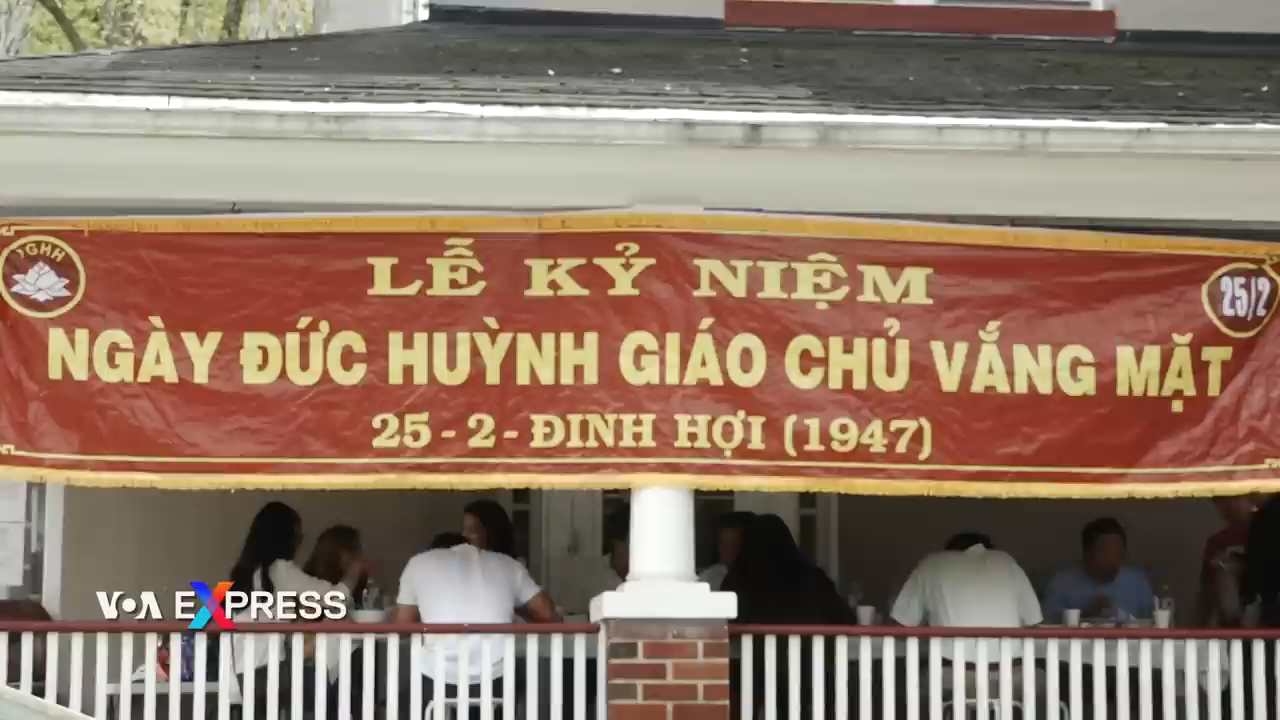 PGHH
LỄ KỶ NIỆM
25/2
NGÀY ĐỨC HUỲNH GIÁO CHỦ VẮNG MẶT
25 - 2 - ĐINH HỢI (1947)
VOA EXPRESS